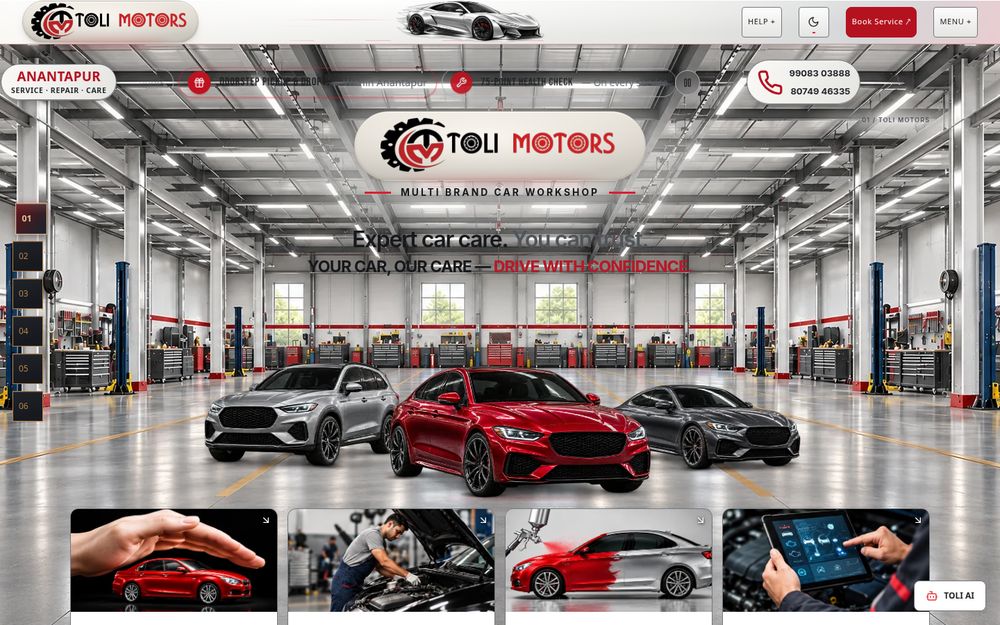 TOLI MOTORS
HELP +
Book Service ↗
MENU +
ANANTAPUR
SERVICE · REPAIR · CARE
DOORSTEP PICKUP & DROP
in Anantapur
75-POINT HEALTH CHECK
On every
99083 03888
80749 46335
01 / TOLI MOTORS
TOLI MOTORS
MULTI BRAND CAR WORKSHOP
Expert car care. You can trust.
YOUR CAR, OUR CARE — DRIVE WITH CONFIDENCE
01
02
03
04
05
06
TOLI AI